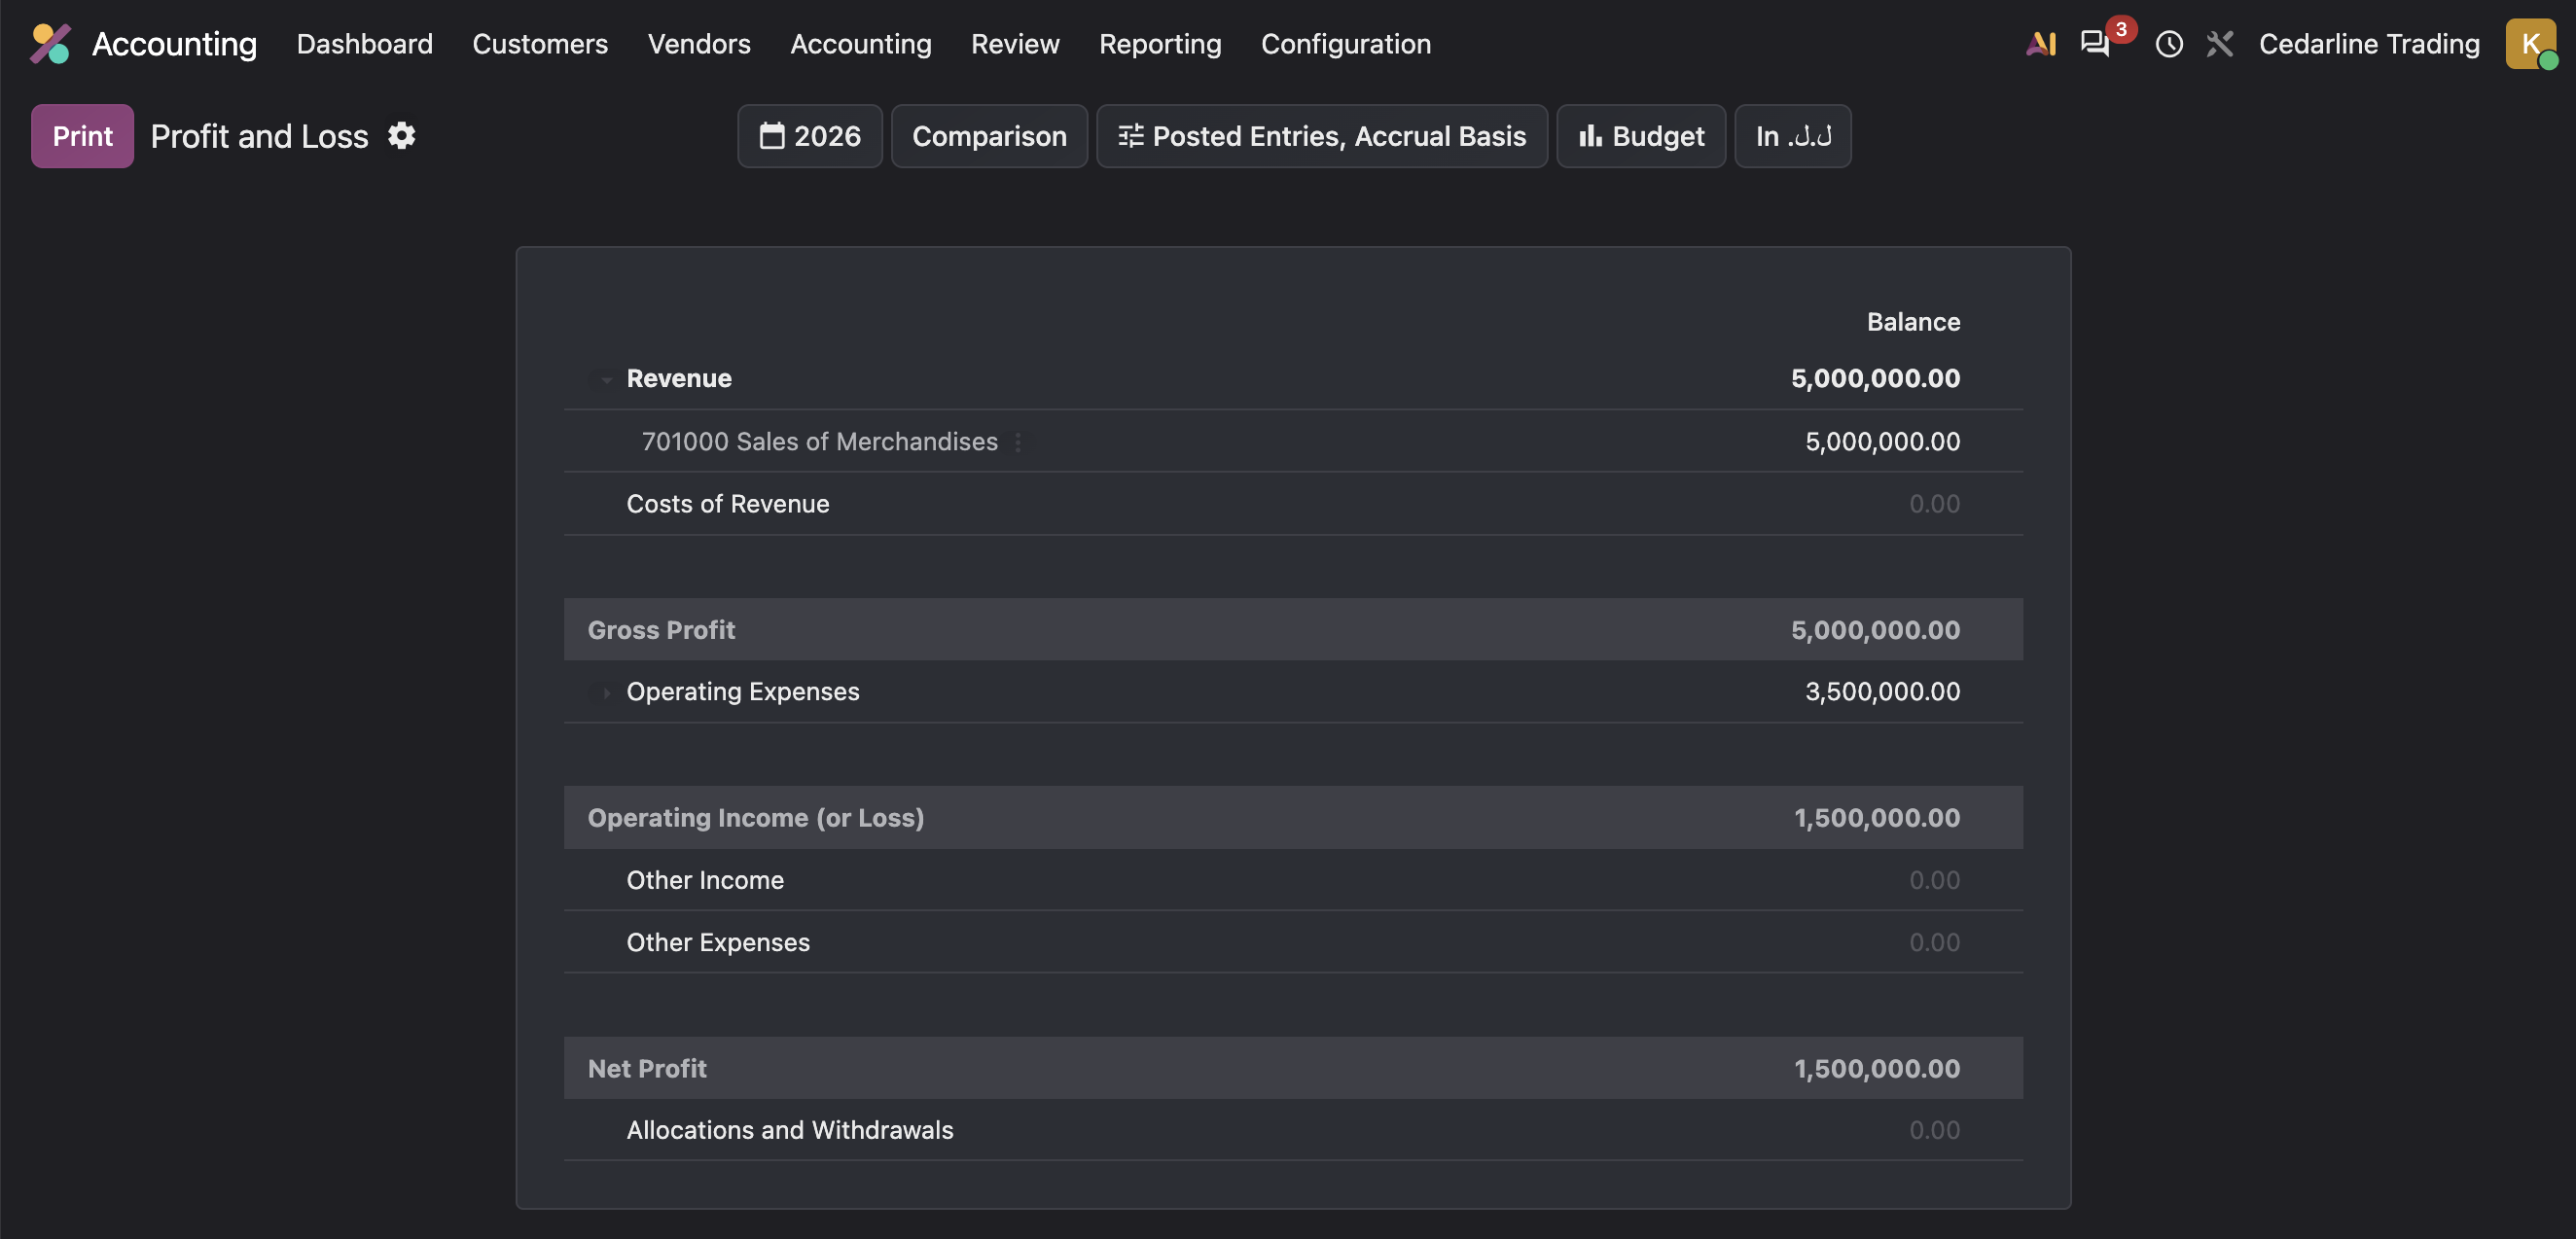 Accounting Dashboard Customers Vendors Accounting Review Reporting Configuration AI 3 Cedarline Trading K
Print Profit and Loss 2026 Comparison Posted Entries, Accrual Basis Budget In ل.ل.
Balance
Revenue 5,000,000.00
701000 Sales of Merchandises 5,000,000.00
Costs of Revenue 0.00
Gross Profit 5,000,000.00
Operating Expenses 3,500,000.00
Operating Income (or Loss) 1,500,000.00
Other Income 0.00
Other Expenses 0.00
Net Profit 1,500,000.00
Allocations and Withdrawals 0.00